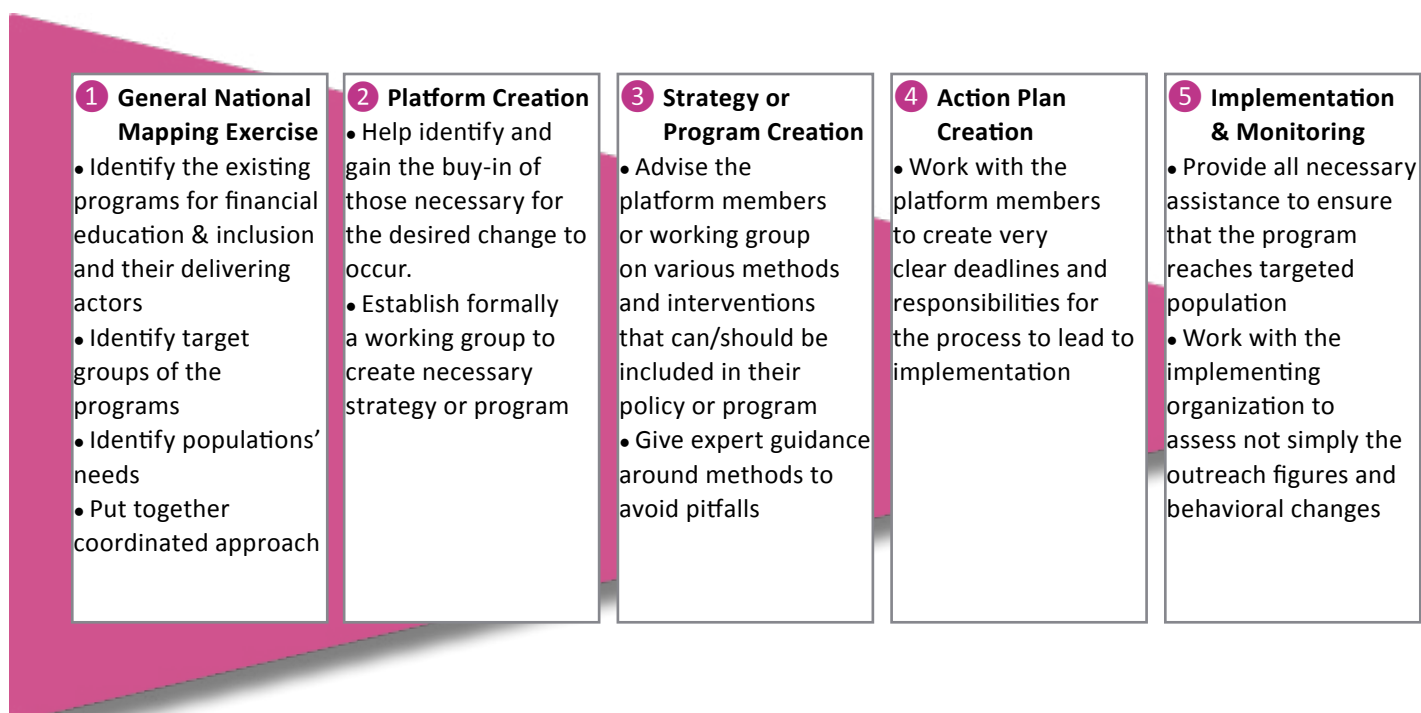 1 General National
Mapping Exercise
• Identify the existing
programs for financial
education & inclusion
and their delivering
actors
• Identify target
groups of the
programs
• Identify populations’
needs
• Put together
coordinated approach
2 Platform Creation
• Help identify and
gain the buy-in of
those necessary for
the desired change to
occur.
• Establish formally
a working group to
create necessary
strategy or program
3 Strategy or
Program Creation
• Advise the
platform members
or working group
on various methods
and interventions
that can/should be
included in their
policy or program
• Give expert guidance
around methods to
avoid pitfalls
4 Action Plan
Creation
• Work with the
platform members
to create very
clear deadlines and
responsibilities for
the process to lead to
implementation
5 Implementation
& Monitoring
• Provide all necessary
assistance to ensure
that the program
reaches targeted
population
• Work with the
implementing
organization to
assess not simply the
outreach figures and
behavioral changes